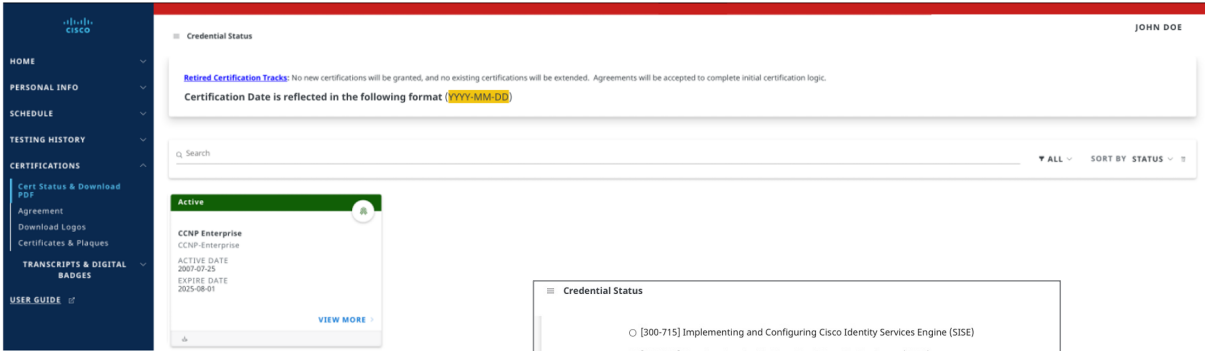 CISCO
JOHN DOE
Credential Status
HOME
PERSONAL INFO
SCHEDULE
TESTING HISTORY
CERTIFICATIONS
Cert Status & Download
PDF
Agreement
Download Logos
Certificates & Plaques
TRANSCRIPTS & DIGITAL
BADGES
USER GUIDE
Retired Certification Tracks: No new certifications will be granted, and no existing certifications will be extended. Agreements will be accepted to complete initial certification logic.
Certification Date is reflected in the following format (YYYY-MM-DD)
Search
ALL
SORT BY STATUS
Active
CCNP Enterprise
CCNP-Enterprise
ACTIVE DATE
2007-07-25
EXPIRE DATE
2025-08-01
VIEW MORE
Credential Status
[300-715] Implementing and Configuring Cisco Identity Services Engine (SISE)